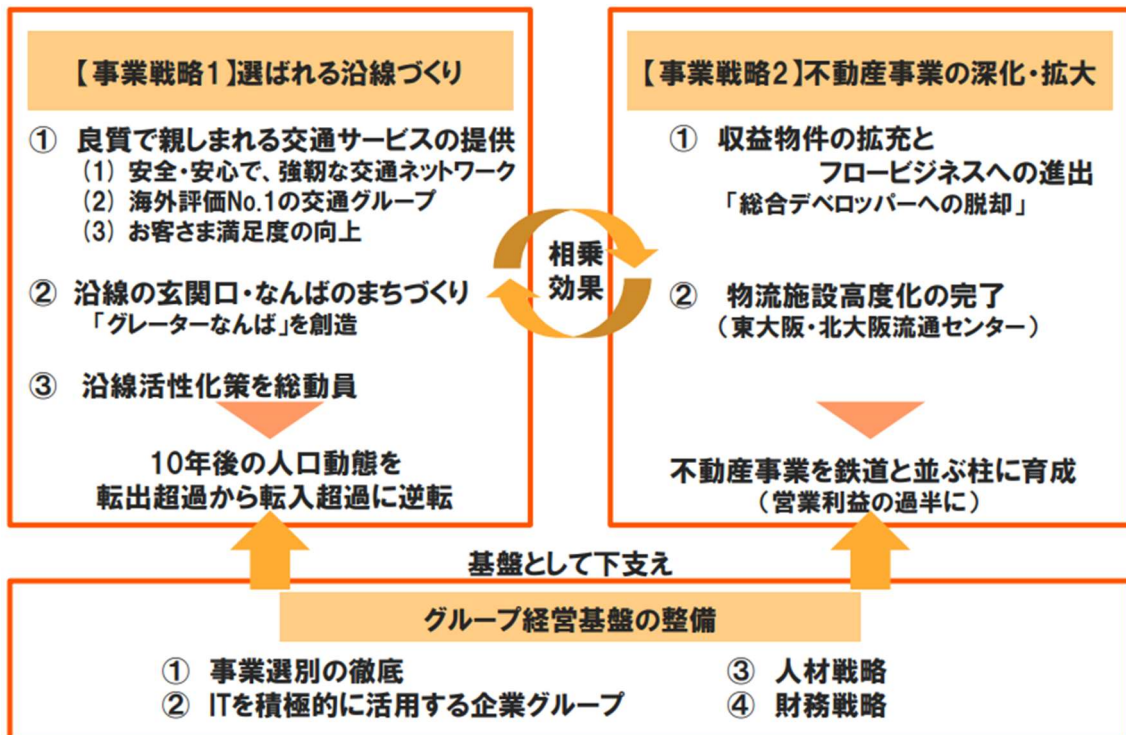 【事業戦略1】選ばれる沿線づくり
① 良質で親しまれる交通サービスの提供
(1) 安全・安心で、強靭な交通ネットワーク
(2) 海外評価No.1の交通グループ
(3) お客さま満足度の向上
② 沿線の玄関口・なんばのまちづくり
「グレーターなんば」を創造
③ 沿線活性化策を総動員
10年後の人口動態を
転出超過から転入超過に逆転
相乗
効果
【事業戦略2】不動産事業の深化・拡大
① 収益物件の拡充と
フロービジネスへの進出
「総合デベロッパーへの脱却」
② 物流施設高度化の完了
(東大阪・北大阪流通センター)
不動産事業を鉄道と並ぶ柱に育成
(営業利益の過半に)
基盤として下支え
グループ経営基盤の整備
① 事業選別の徹底
② ITを積極的に活用する企業グループ
③ 人材戦略
④ 財務戦略